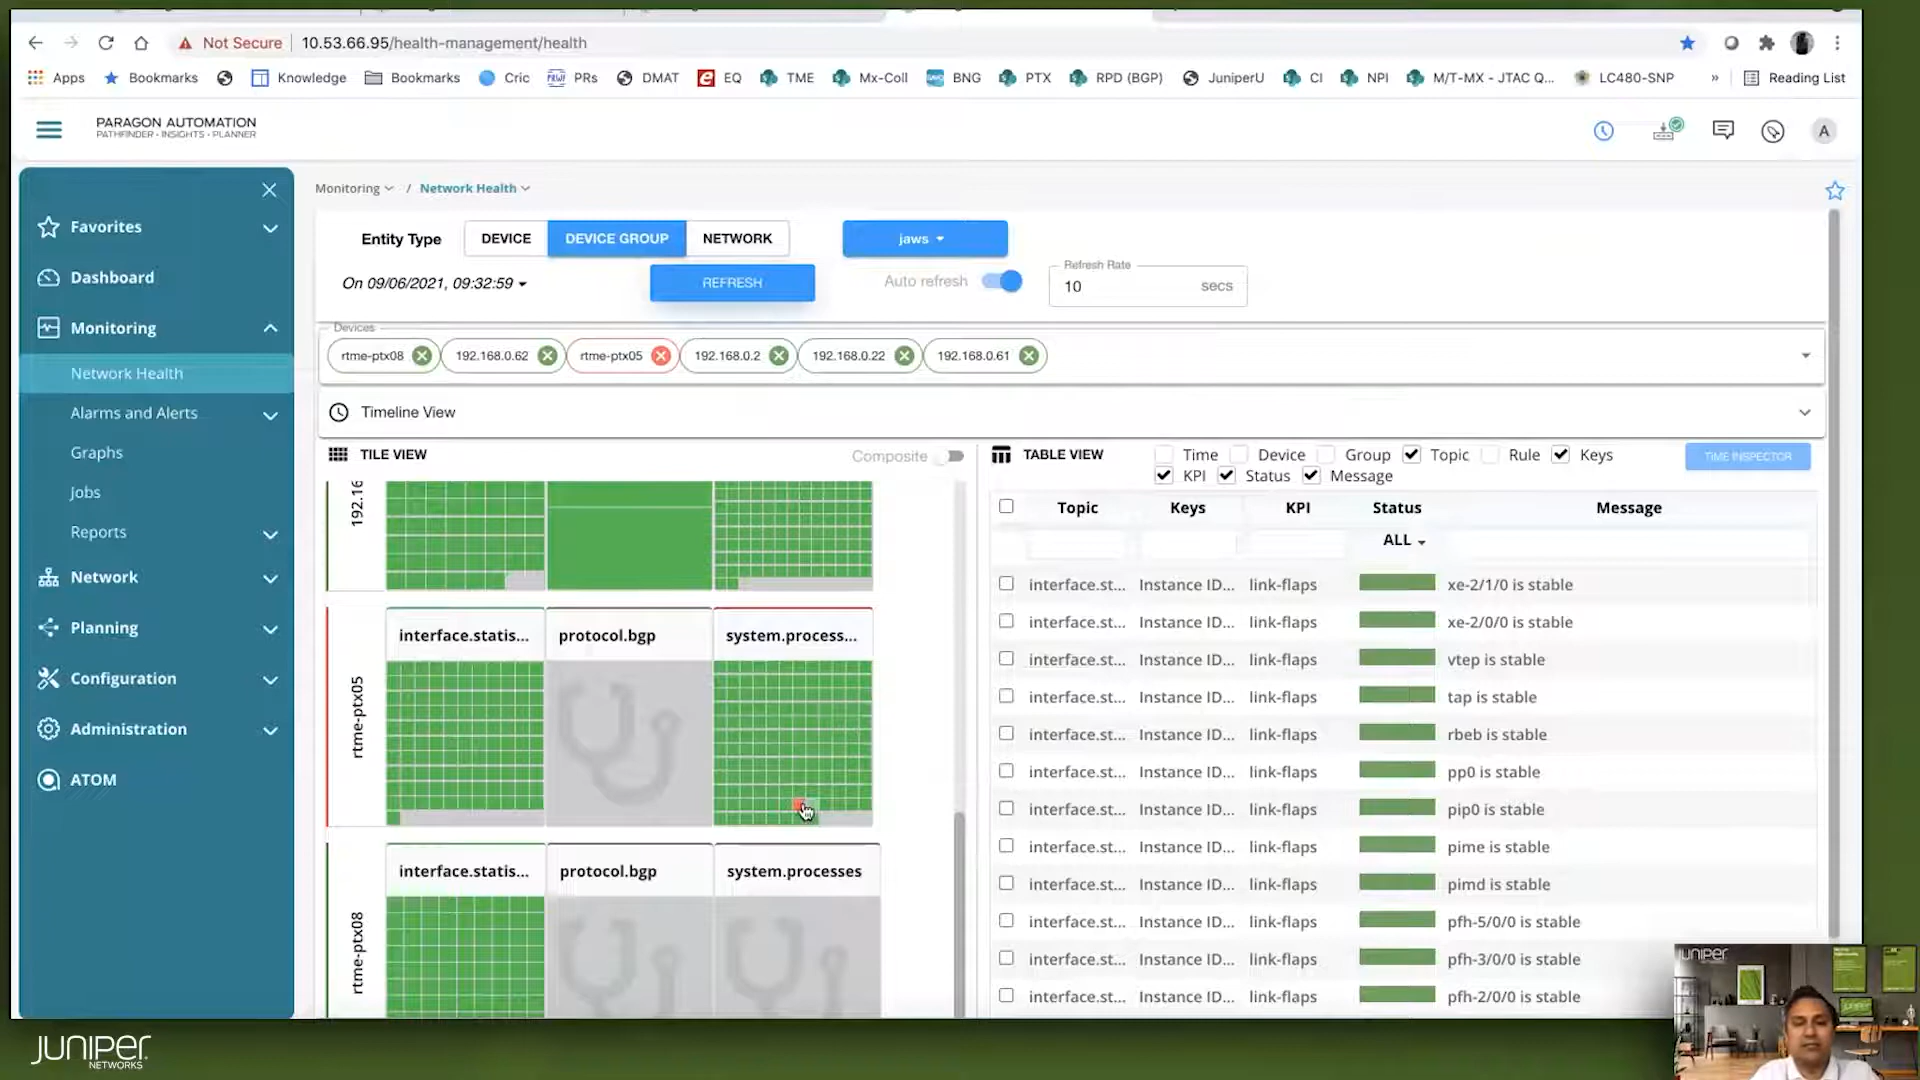 Not Secure 10.53.66.95/health-management/health
Apps Bookmarks Knowledge Bookmarks Cric PRs DMAT EQ TME Mx-Coll BNG PTX RPD (BGP) JuniperU CI NPI M/T-MX - JTAC Q... LC480-SNP » Reading List
PARAGON AUTOMATION
PATHFINDER • INSIGHTS • PLANNER
A
Favorites
Dashboard
Monitoring
Network Health
Alarms and Alerts
Graphs
Jobs
Reports
Network
Planning
Configuration
Administration
ATOM
Monitoring / Network Health
Entity Type DEVICE DEVICE GROUP NETWORK jaws
On 09/06/2021, 09:32:59 REFRESH Auto refresh Refresh Rate 10 secs
Devices
rtme-ptx08 192.168.0.62 rtme-ptx05 192.168.0.2 192.168.0.22 192.168.0.61
Timeline View
TILE VIEW Composite
192.16
interface.statis... protocol.bgp system.process...
rtme-ptx05
interface.statis... protocol.bgp system.processes
rtme-ptx08
TABLE VIEW Time Device Group Topic Rule Keys
KPI Status Message
TIME INSPECTOR
Topic Keys KPI Status Message
ALL
interface.st... Instance ID... link-flaps xe-2/1/0 is stable
interface.st... Instance ID... link-flaps xe-2/0/0 is stable
interface.st... Instance ID... link-flaps vtep is stable
interface.st... Instance ID... link-flaps tap is stable
interface.st... Instance ID... link-flaps rbeb is stable
interface.st... Instance ID... link-flaps pp0 is stable
interface.st... Instance ID... link-flaps pip0 is stable
interface.st... Instance ID... link-flaps pime is stable
interface.st... Instance ID... link-flaps pimd is stable
interface.st... Instance ID... link-flaps pfh-5/0/0 is stable
interface.st... Instance ID... link-flaps pfh-3/0/0 is stable
interface.st... Instance ID... link-flaps pfh-2/0/0 is stable
JUNIPER
NETWORKS
JUNIPER